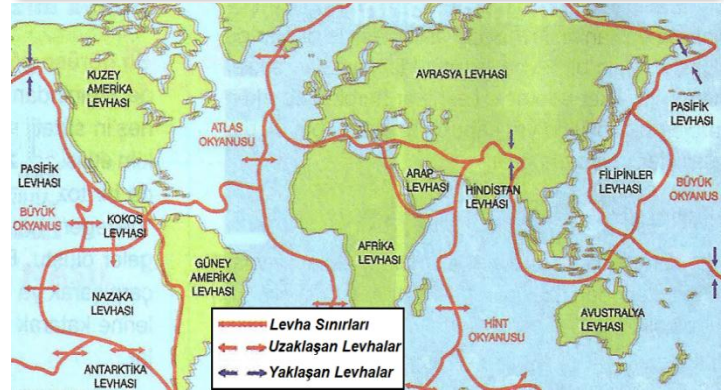 KUZEY
AMERIKA
LEVHASI
AVRASYA LEVHASI
PASİFİK
LEVHASI
ATLAS
OKYANUSU
PASİFİK
LEVHASI
ARAP
LEVHASI
HİNDİSTAN
LEVHASI
FİLİPİNLER
LEVHASI
BÜYÜK
OKYANUS
BÜYÜK
OKYANUS
KOKOS
LEVHASI
AFRİKA
LEVHASI
GÜNEY
AMERİKA
LEVHASI
NAZAKA
LEVHASI
AVUSTRALYA
LEVHASI
HİNT
OKYANUSU
ANTARKTİKA
LEVHASI
Levha Sınırları
Uzaklaşan Levhalar
Yaklaşan Levhalar